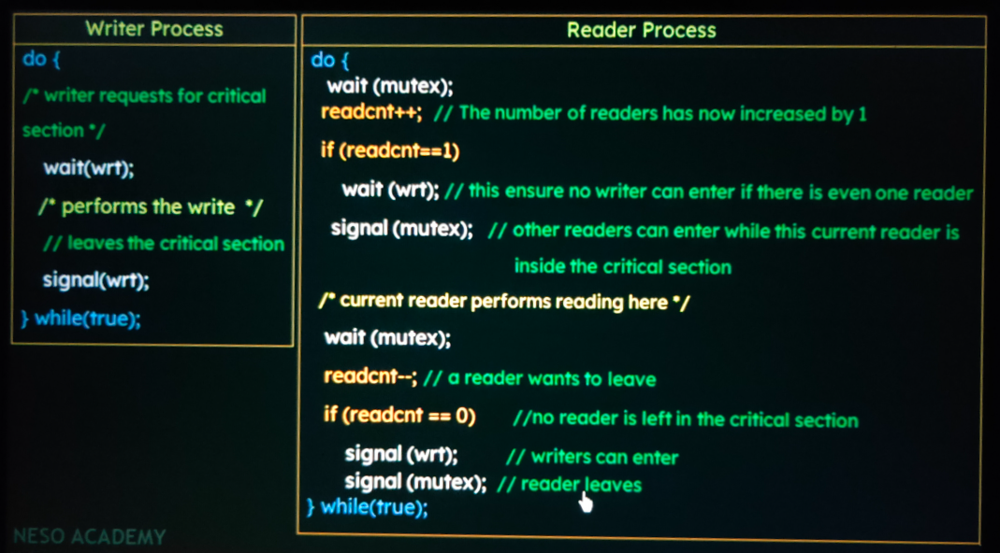 Writer Process
do {
/* writer requests for critical
section */
wait(wrt);
/* performs the write */
// leaves the critical section
signal(wrt);
} while(true);
Reader Process
do {
wait (mutex);
readcnt++; // The number of readers has now increased by 1
if (readcnt==1)
wait (wrt); // this ensure no writer can enter if there is even one reader
signal (mutex); // other readers can enter while this current reader is
inside the critical section
/* current reader performs reading here */
wait (mutex);
readcnt--; // a reader wants to leave
if (readcnt == 0) //no reader is left in the critical section
signal (wrt); // writers can enter
signal (mutex); // reader leaves
} while(true);
NESO ACADEMY